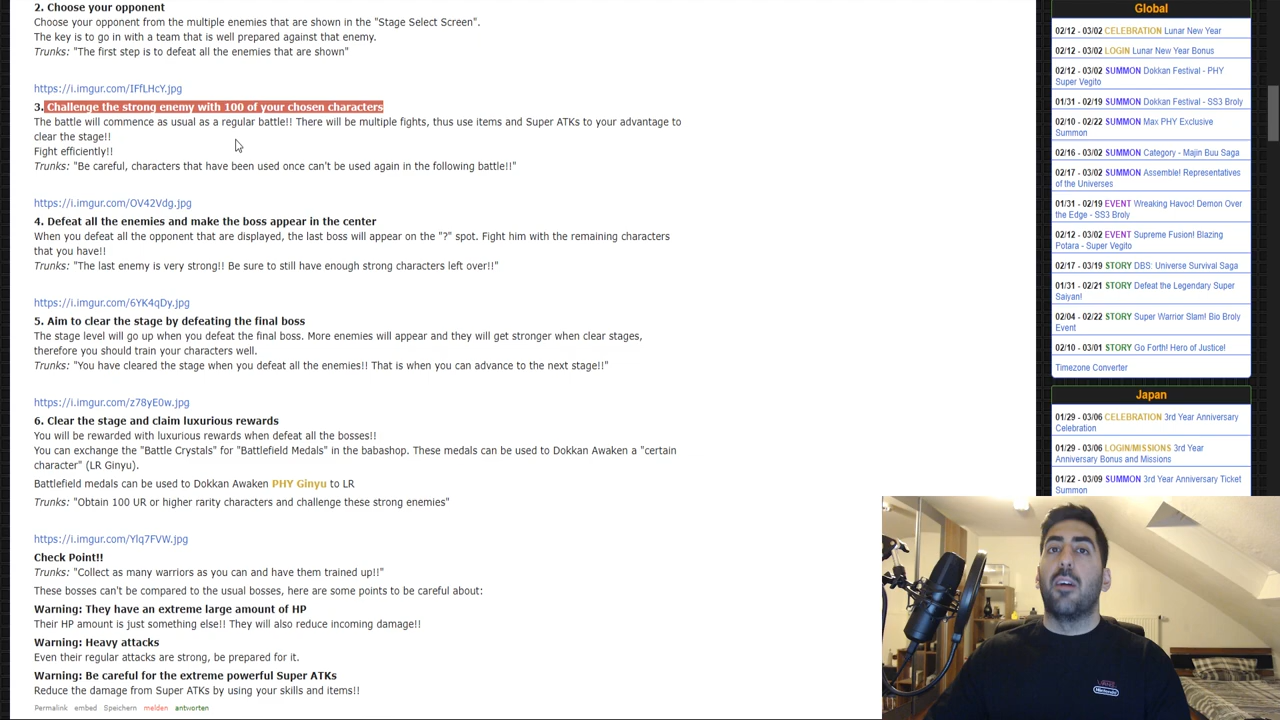 2. Choose your opponent
Choose your opponent from the multiple enemies that are shown in the "Stage Select Screen".
The key is to go in with a team that is well prepared against that enemy.
Trunks: "The first step is to defeat all the enemies that are shown"
https://i.imgur.com/IFfLHcY.jpg
3. Challenge the strong enemy with 100 of your chosen characters
The battle will commence as usual as a regular battle!! There will be multiple fights, thus use items and Super ATKs to your advantage to
clear the stage!!
Fight efficiently!!
Trunks: "Be careful, characters that have been used once can't be used again in the following battle!!"
https://i.imgur.com/OV42Vdg.jpg
4. Defeat all the enemies and make the boss appear in the center
When you defeat all the opponent that are displayed, the last boss will appear on the "?" spot. Fight him with the remaining characters
that you have!!
Trunks: "The last enemy is very strong!! Be sure to still have enough strong characters left over!!"
https://i.imgur.com/6YK4qDy.jpg
5. Aim to clear the stage by defeating the final boss
The stage level will go up when you defeat the final boss. More enemies will appear and they will get stronger when clear stages,
therefore you should train your characters well.
Trunks: "You have cleared the stage when you defeat all the enemies!! That is when you can advance to the next stage!!"
https://i.imgur.com/z78yE0w.jpg
6. Clear the stage and claim luxurious rewards
You will be rewarded with luxurious rewards when defeat all the bosses!!
You can exchange the "Battle Crystals" for "Battlefield Medals" in the babashop. These medals can be used to Dokkan Awaken a "certain
character" (LR Ginyu).
Battlefield medals can be used to Dokkan Awaken PHY Ginyu to LR
Trunks: "Obtain 100 UR or higher rarity characters and challenge these strong enemies"
https://i.imgur.com/Ylq7FVW.jpg
Check Point!!
Trunks: "Collect as many warriors as you can and have them trained up!!"
These bosses can't be compared to the usual bosses, here are some points to be careful about:
Warning: They have an extreme large amount of HP
Their HP amount is just something else!! They will also reduce incoming damage!!
Warning: Heavy attacks
Even their regular attacks are strong, be prepared for it.
Warning: Be careful for the extreme powerful Super ATKs
Reduce the damage from Super ATKs by using your skills and items!!
Permalink embed Speichern melden antworten
Global
02/12 - 03/02 CELEBRATION Lunar New Year
02/12 - 03/02 LOGIN Lunar New Year Bonus
02/12 - 03/02 SUMMON Dokkan Festival - PHY
Super Vegito
01/31 - 02/19 SUMMON Dokkan Festival - SS3 Broly
02/10 - 02/22 SUMMON Max PHY Exclusive
Summon
02/16 - 03/02 SUMMON Category - Majin Buu Saga
02/17 - 03/02 SUMMON Assemble! Representatives
of the Universes
01/31 - 02/19 EVENT Wreaking Havoc! Demon Over
the Edge - SS3 Broly
02/12 - 03/02 EVENT Supreme Fusion! Blazing
Potara - Super Vegito
02/17 - 03/19 STORY DBS: Universe Survival Saga
01/31 - 02/21 STORY Defeat the Legendary Super
Saiyan!
02/04 - 02/22 STORY Super Warrior Slam! Bio Broly
Event
02/10 - 03/01 STORY Go Forth! Hero of Justice!
Timezone Converter
Japan
01/29 - 03/06 CELEBRATION 3rd Year Anniversary
Celebration
01/29 - 03/06 LOGIN/MISSIONS 3rd Year
Anniversary Bonus and Missions
01/22 - 03/09 SUMMON 3rd Year Anniversary Ticket
Summon
Nintendo